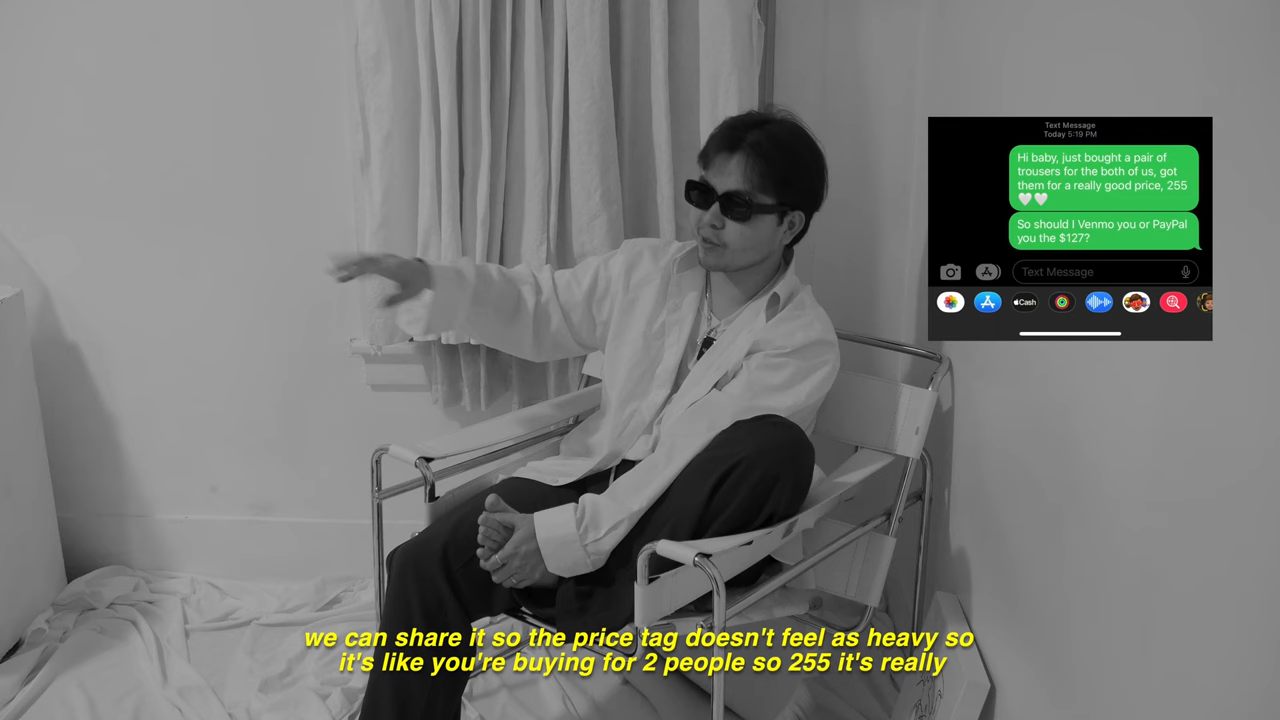 Text Message
Today 5:19 PM
Hi baby, just bought a pair of
trousers for the both of us, got
them for a really good price, 255
🤍🤍
So should I Venmo you or PayPal
you the $127?
Text Message
Cash
we can share it so the price tag doesn't feel as heavy so
it's like you're buying for 2 people so 255 it's really